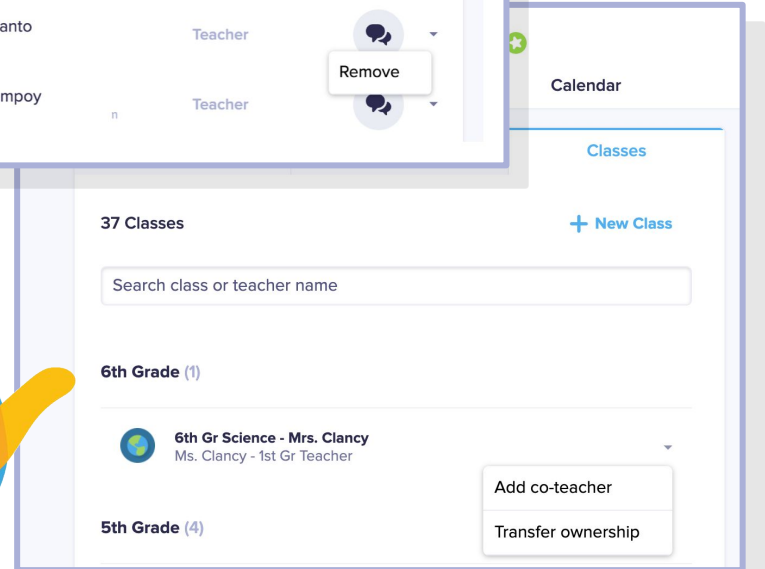 anto
Teacher
Remove
mpoy
n
Teacher
Calendar
Classes
37 Classes
+ New Class
Search class or teacher name
6th Grade (1)
6th Gr Science - Mrs. Clancy
Ms. Clancy - 1st Gr Teacher
Add co-teacher
5th Grade (4)
Transfer ownership